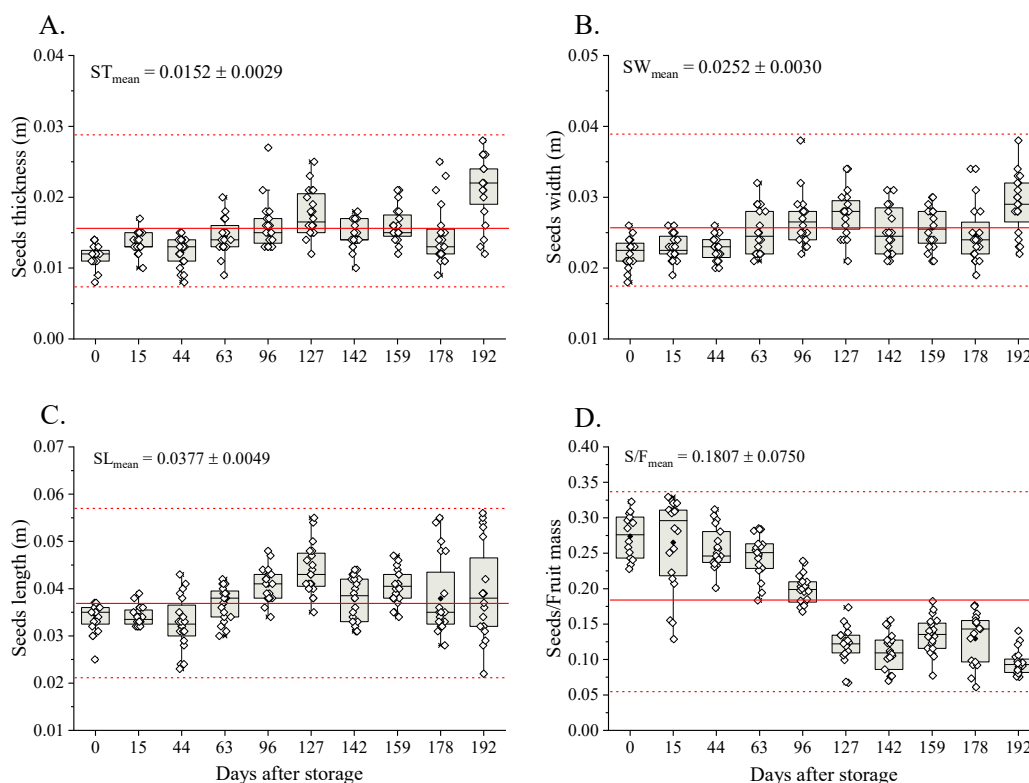 A.
STmean = 0.0152 ± 0.0029
Seeds thickness (m)
0.04
0.03
0.02
0.01
0.00
0 15 44 63 96 127 142 159 178 192
B.
SWmean = 0.0252 ± 0.0030
Seeds width (m)
0.05
0.04
0.03
0.02
0.01
0 15 44 63 96 127 142 159 178 192
C.
SLmean = 0.0377 ± 0.0049
Seeds length (m)
0.07
0.06
0.05
0.04
0.03
0.02
0.01
0 15 44 63 96 127 142 159 178 192
Days after storage
D.
S/Fmean = 0.1807 ± 0.0750
Seeds/Fruit mass
0.40
0.35
0.30
0.25
0.20
0.15
0.10
0.05
0.00
0 15 44 63 96 127 142 159 178 192
Days after storage